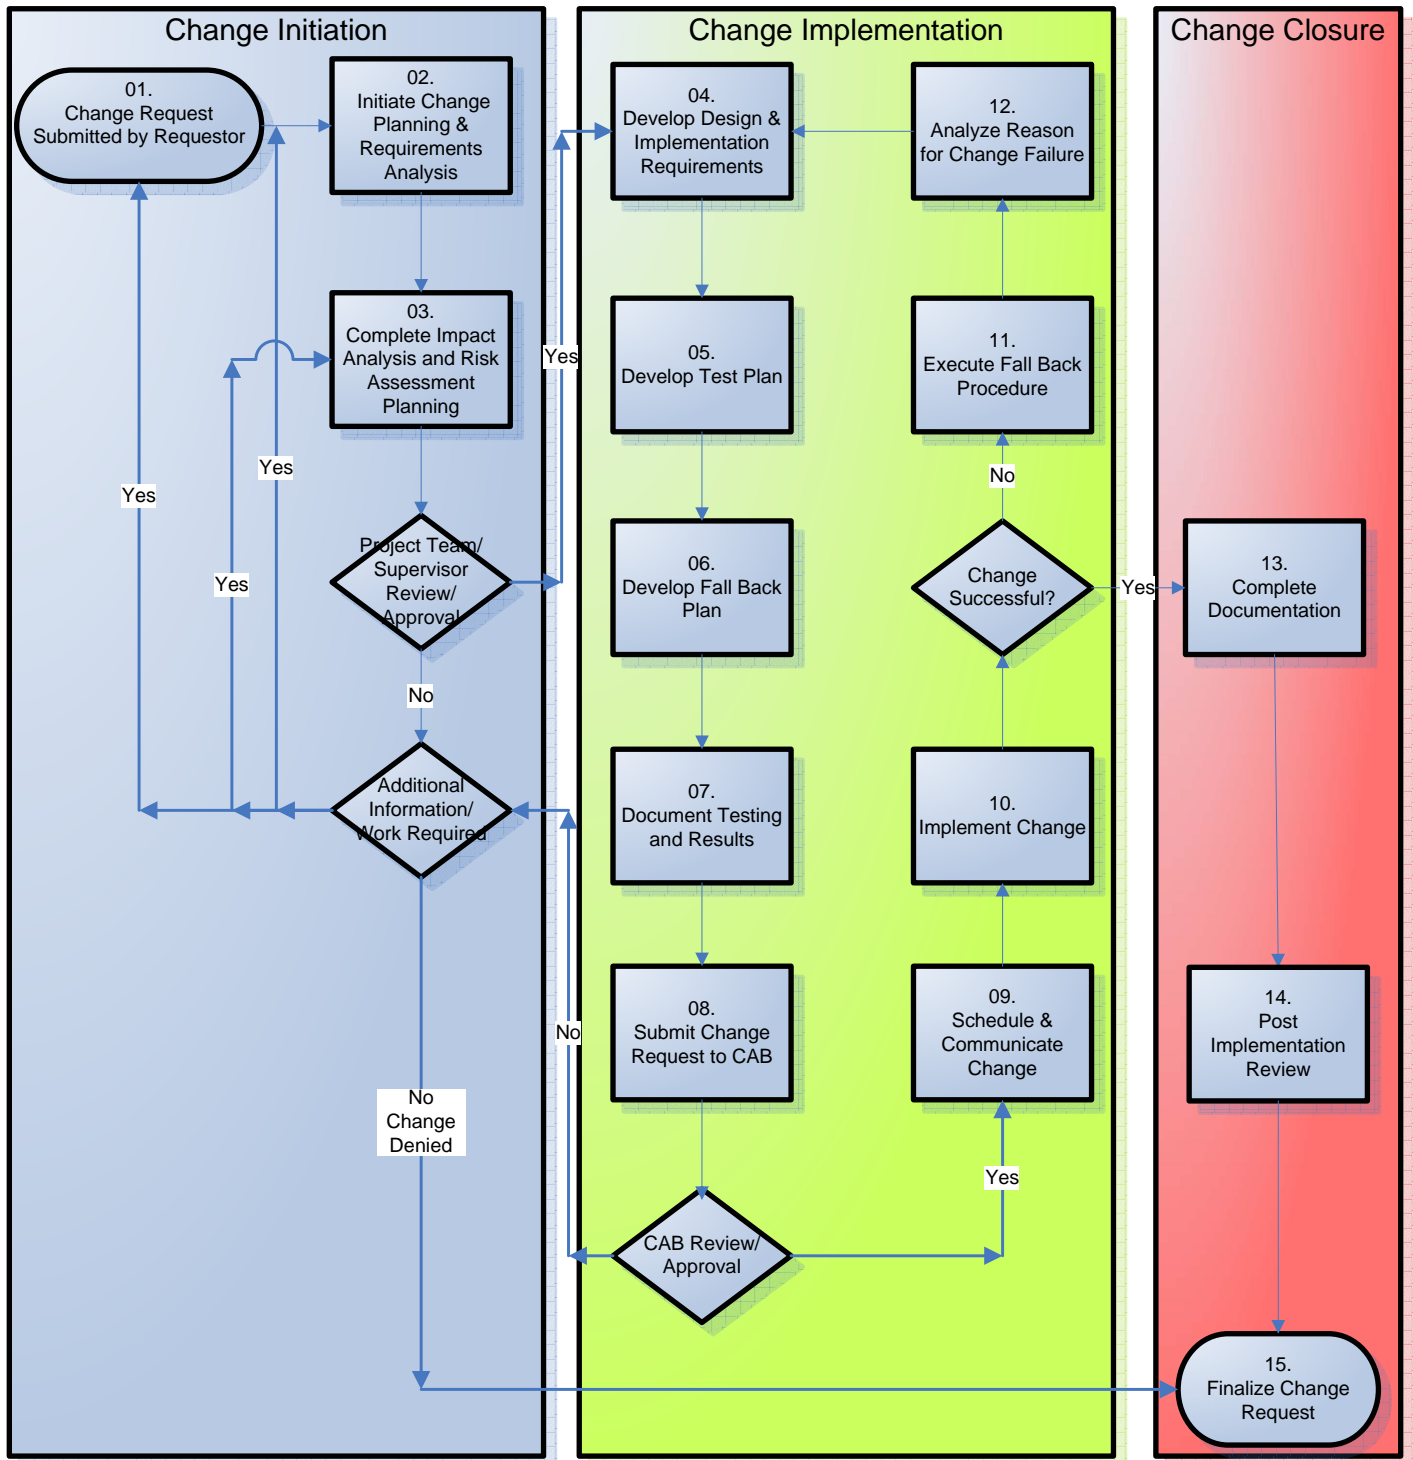 Change Initiation
01.
Change Request
Submitted by Requestor
02.
Initiate Change
Planning &
Requirements
Analysis
03.
Complete Impact
Analysis and Risk
Assessment
Planning
Yes
Yes
Yes
Project Team/
Supervisor
Review/
Approval
No
Additional
Information/
Work Required
No
Change
Denied
Yes
No
Change Implementation
04.
Develop Design &
Implementation
Requirements
05.
Develop Test Plan
06.
Develop Fall Back
Plan
07.
Document Testing
and Results
08.
Submit Change
Request to CAB
CAB Review/
Approval
Yes
09.
Schedule &
Communicate
Change
10.
Implement Change
Change
Successful?
No
11.
Execute Fall Back
Procedure
12.
Analyze Reason
for Change Failure
Yes
Change Closure
13.
Complete
Documentation
14.
Post
Implementation
Review
15.
Finalize Change
Request